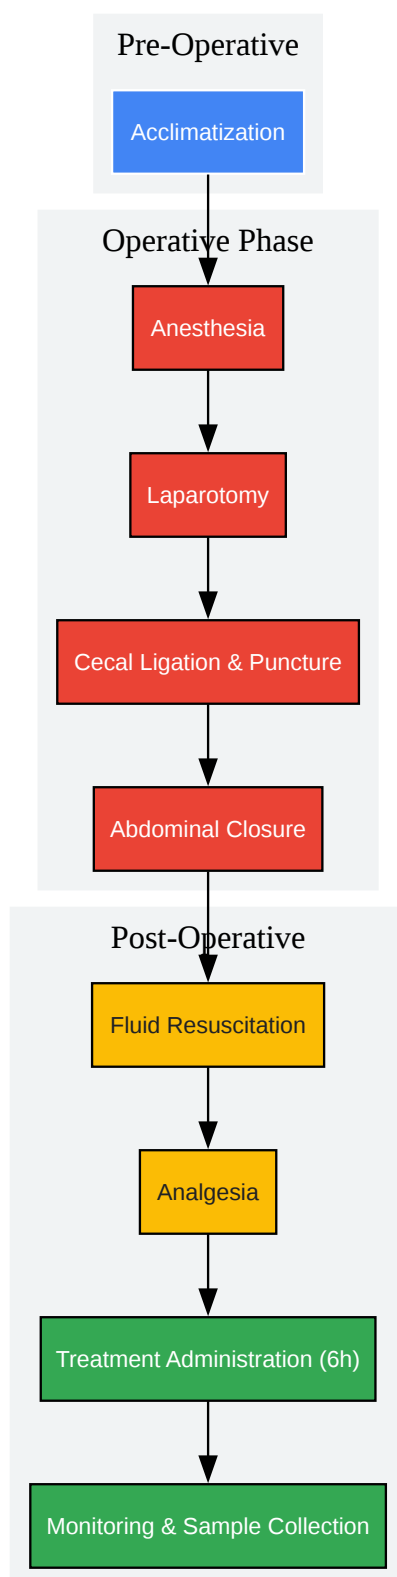 Pre-Operative
Acclimatization
Operative Phase
Anesthesia
Laparotomy
Cecal Ligation & Puncture
Abdominal Closure
Post-Operative
Fluid Resuscitation
Analgesia
Treatment Administration (6h)
Monitoring & Sample Collection